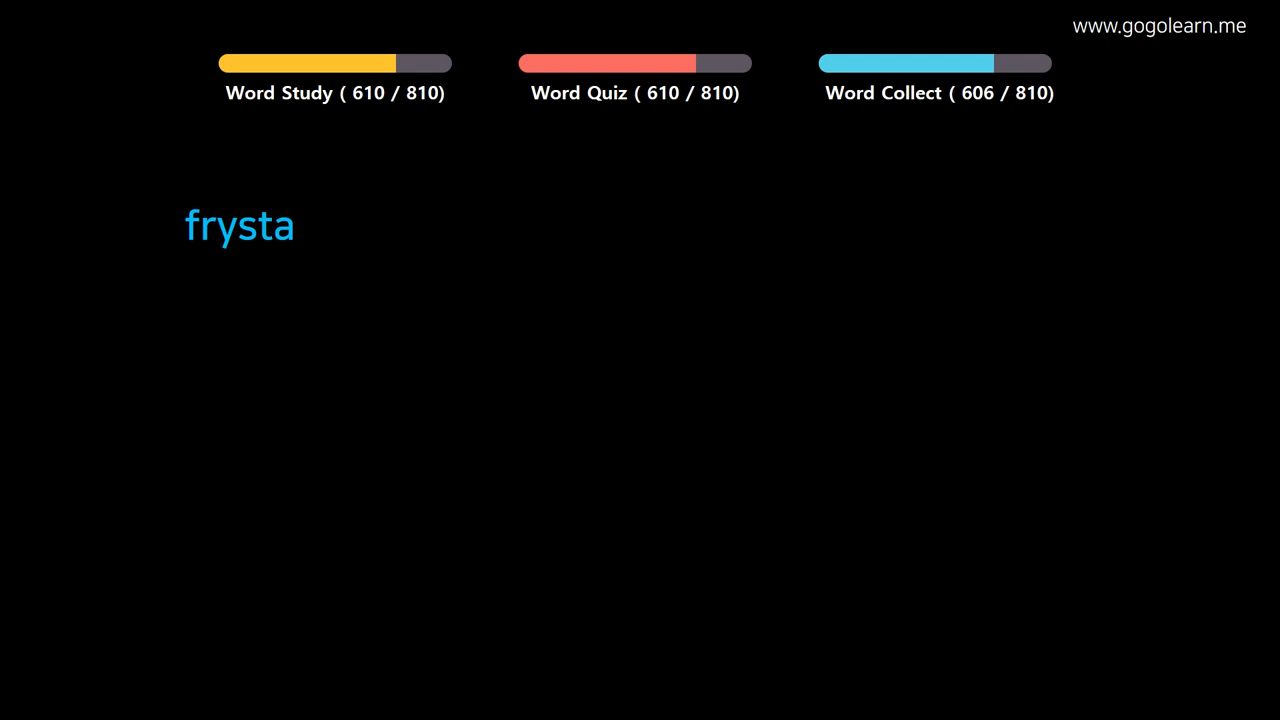 www.gogolearn.me
Word Study ( 610 / 810)
Word Quiz ( 610 / 810)
Word Collect ( 606 / 810)
frysta